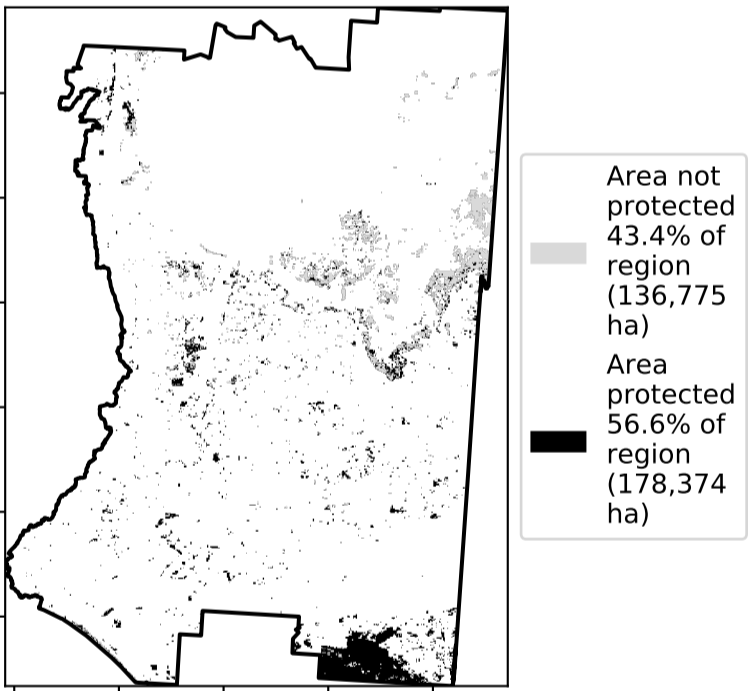 Area not
protected
43.4% of
region
(136,775
ha)
Area
protected
56.6% of
region
(178,374
ha)